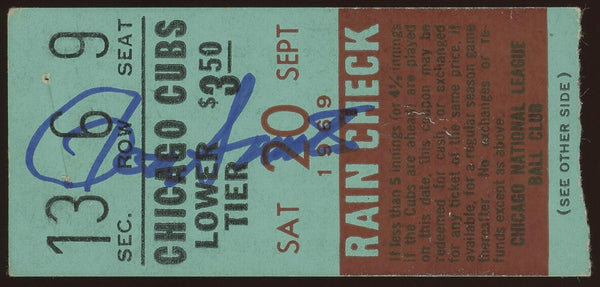 13 6 9
SEC. ROW SEAT
CHICAGO CUBS
LOWER $3.50
TIER
SAT 20 SEPT
1969
RAIN CHECK
If less than 5 innings (or 4½ innings
if the Cubs are ahead) are played
on this date, this coupon may be
redeemed for cash or exchanged
for any ticket of the same price, if
available, for a regular season game
thereafter. No exchanges or re-
funds except as above.
CHICAGO NATIONAL LEAGUE
BALL CLUB
(SEE OTHER SIDE)